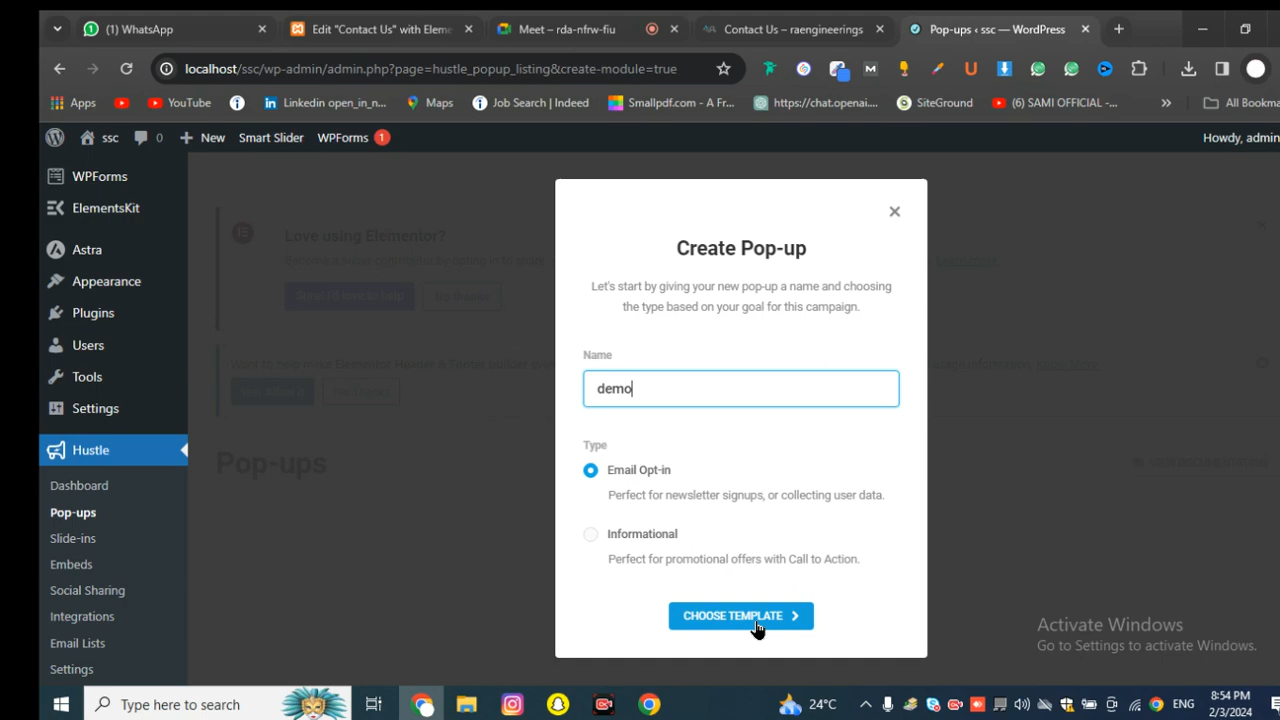 WhatsApp
Edit "Contact Us" with Eleme
Meet – rda-nfrw-fiu
Contact Us – raengineerings
Pop-ups ‹ ssc — WordPress
localhost/ssc/wp-admin/admin.php?page=hustle_popup_listing&create-module=true
Apps
YouTube
Linkedin open_in_n...
Maps
Job Search | Indeed
Smallpdf.com - A Fr...
https://chat.openai....
SiteGround
(6) SAMI OFFICIAL -...
»
All Bookma
ssc
0
New
Smart Slider
WPForms 1
Howdy, admin
WPForms
ElementsKit
Astra
Appearance
Plugins
Users
Tools
Settings
Hustle
Dashboard
Pop-ups
Slide-ins
Embeds
Social Sharing
Integrations
Email Lists
Settings
Love using Elementor?
Pop-ups
Create Pop-up
Let's start by giving your new pop-up a name and choosing
the type based on your goal for this campaign.
Name
demo
Type
Email Opt-in
Perfect for newsletter signups, or collecting user data.
Informational
Perfect for promotional offers with Call to Action.
CHOOSE TEMPLATE
Activate Windows
Go to Settings to activate Windows.
Type here to search
24°C
ENG
8:54 PM
2/3/2024